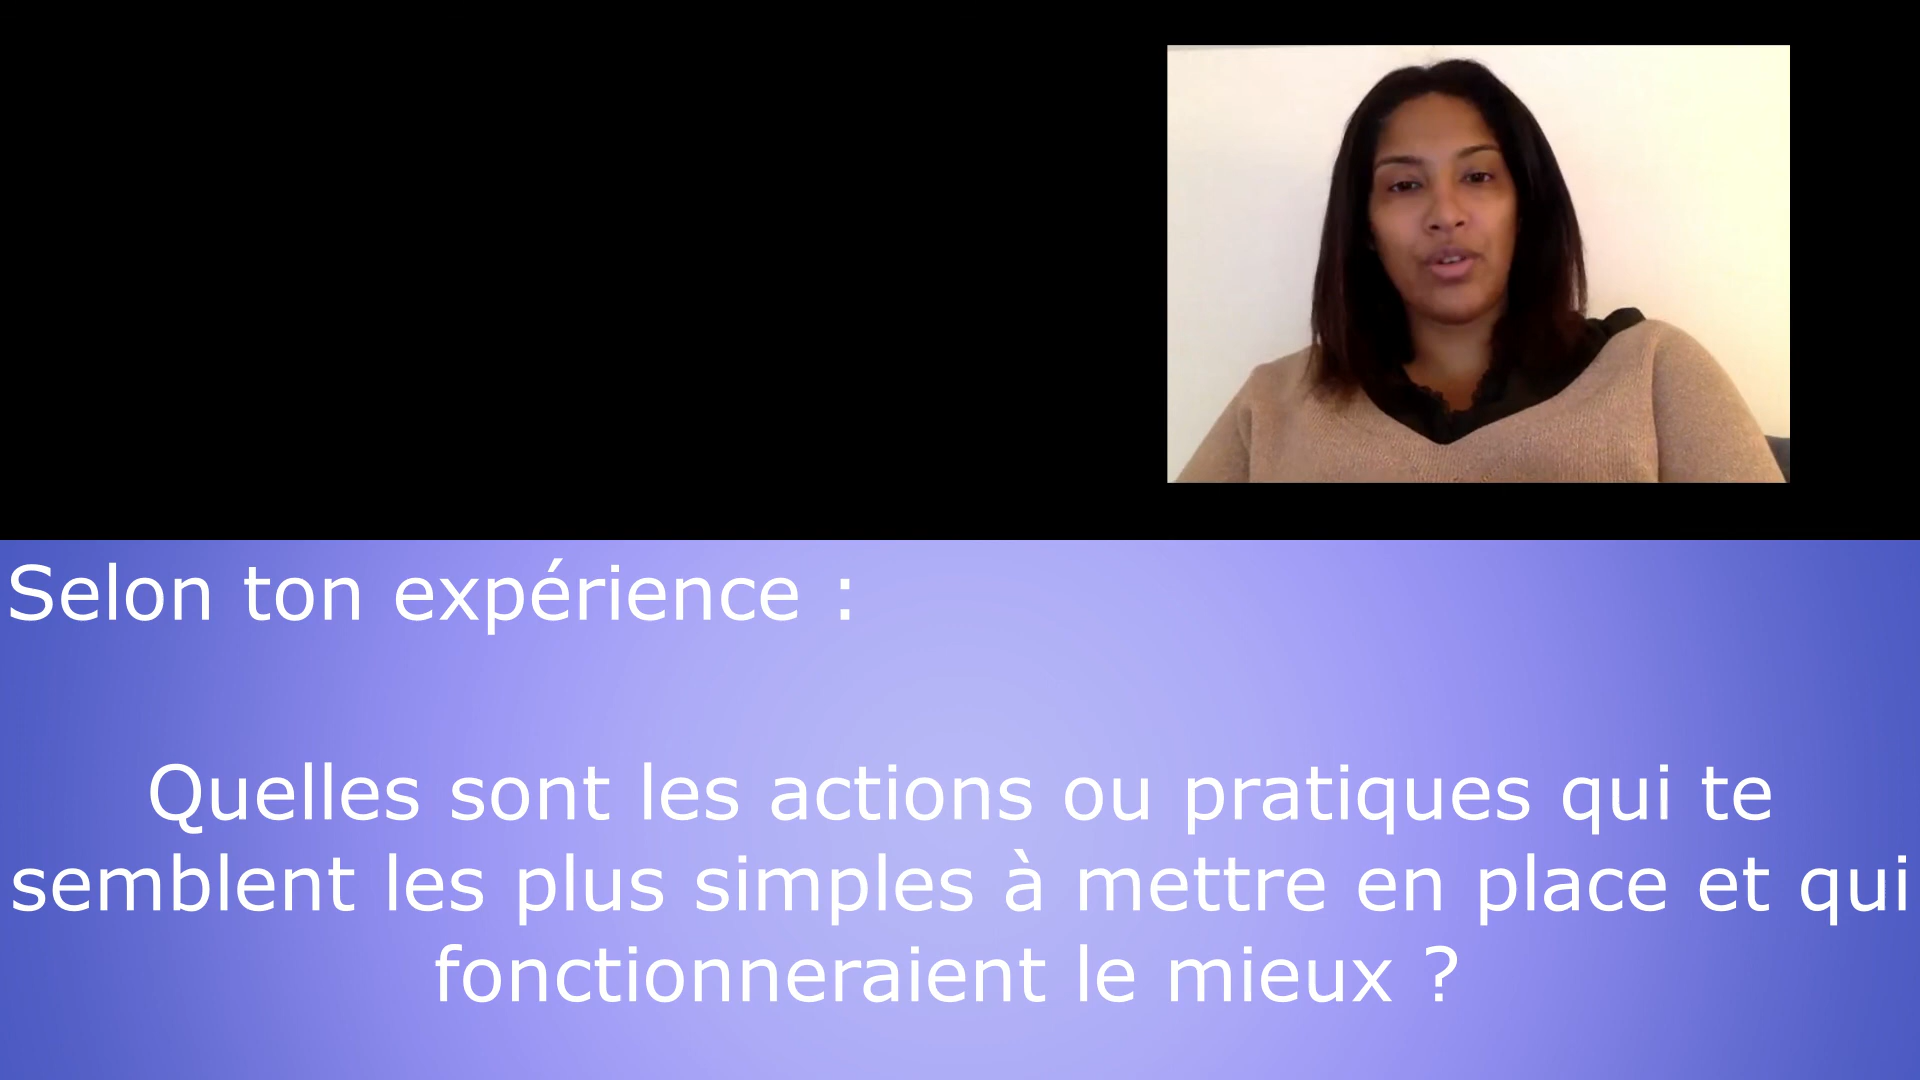 Selon ton expérience :
Quelles sont les actions ou pratiques qui te
semblent les plus simples à mettre en place et qui
fonctionneraient le mieux ?